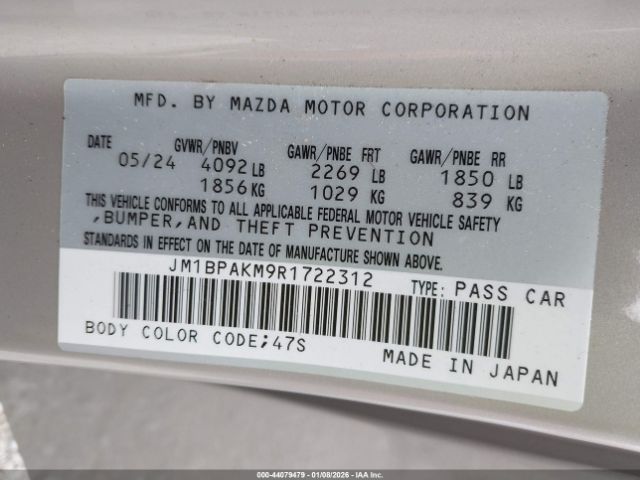 MFD. BY MAZDA MOTOR CORPORATION
DATE GVWR/PNBV GAWR/PNBE FRT GAWR/PNBE RR
05/24 4092 LB 2269 LB 1850 LB
1856 KG 1029 KG 839 KG
THIS VEHICLE CONFORMS TO ALL APPLICABLE FEDERAL MOTOR VEHICLE SAFETY
,BUMPER,AND THEFT PREVENTION
STANDARDS IN EFFECT ON THE DATE OF MANUFACTURE SHOWN ABOVE.
JM1BPAKM9R1722312 TYPE: PASS CAR
BODY COLOR CODE;47S MADE IN JAPAN
000-44079479 | 01/08/2026 - IAA Inc.